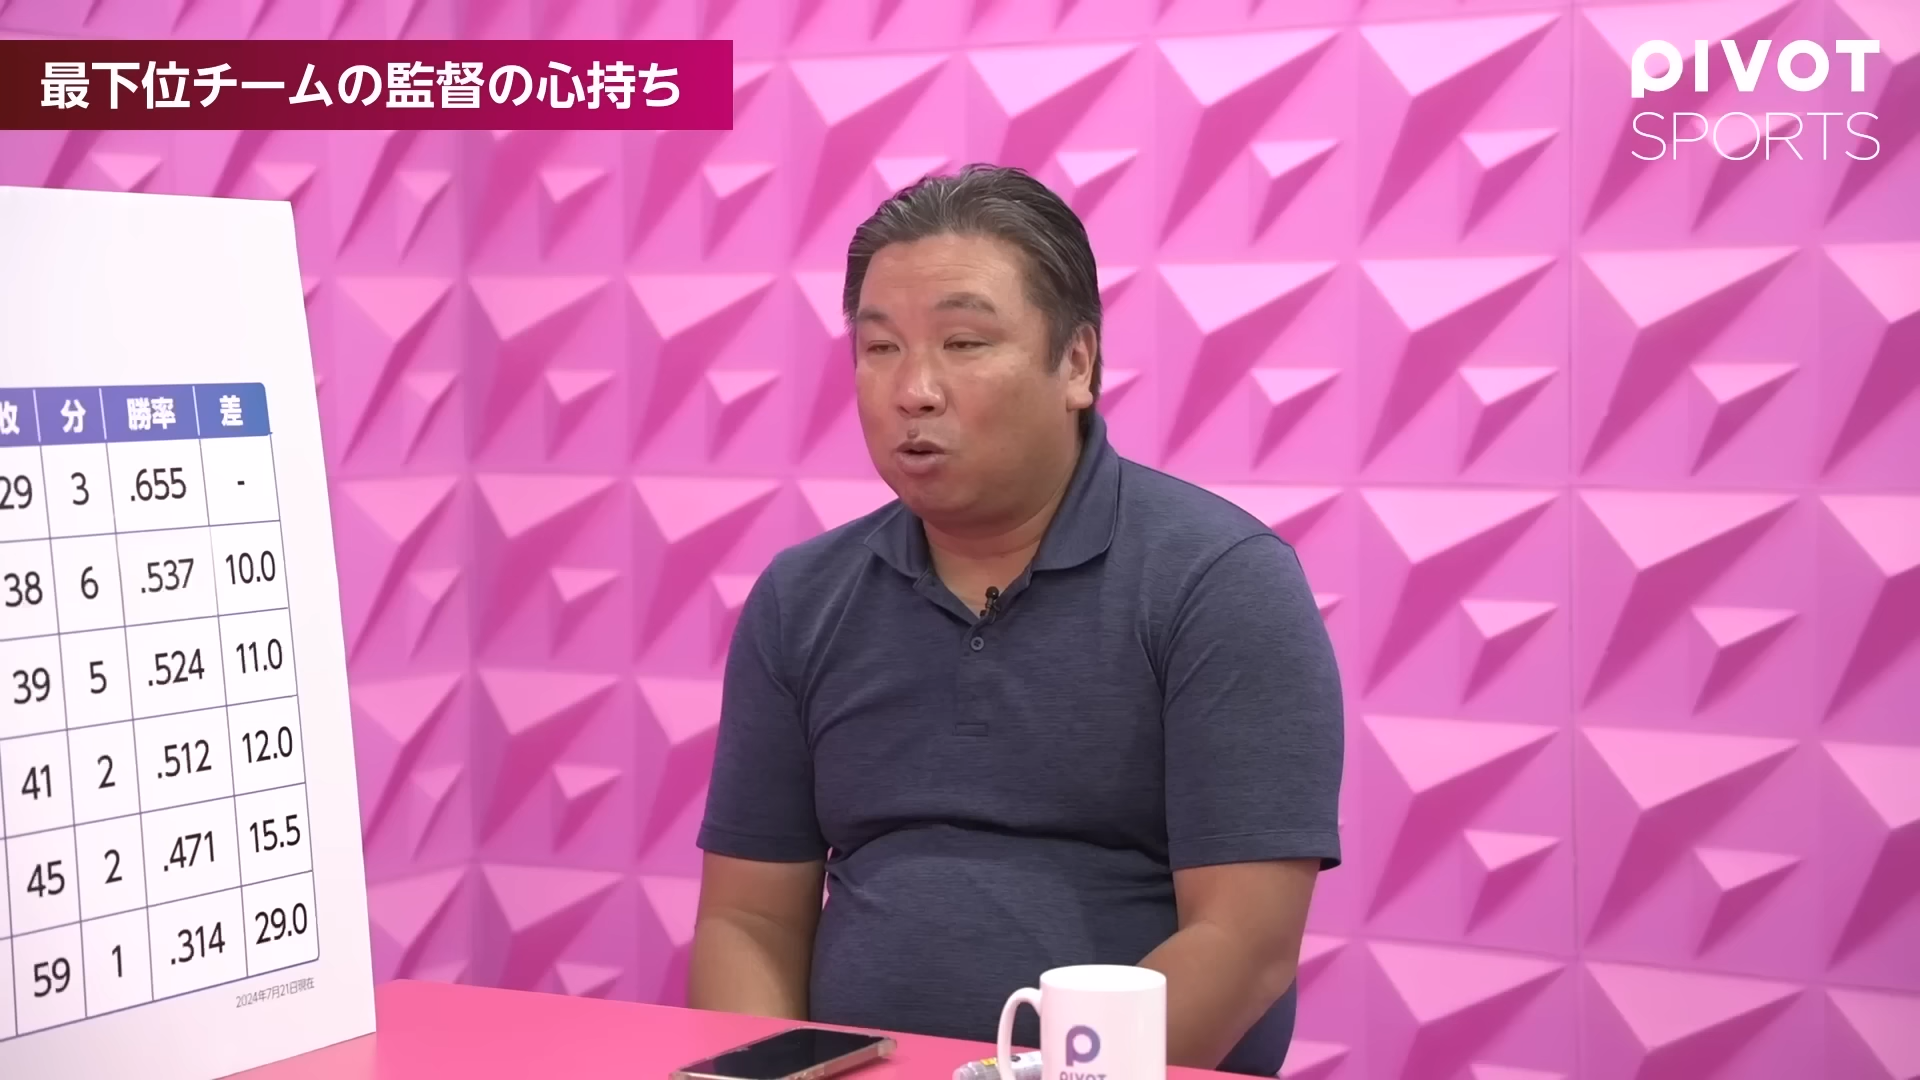 最下位チームの監督の心持ち
PIVOT
SPORTS
敗 分 勝率 差
29 3 .655 -
38 6 .537 10.0
39 5 .524 11.0
41 2 .512 12.0
45 2 .471 15.5
59 1 .314 29.0
2024年7月21日現在
p
PIVOT